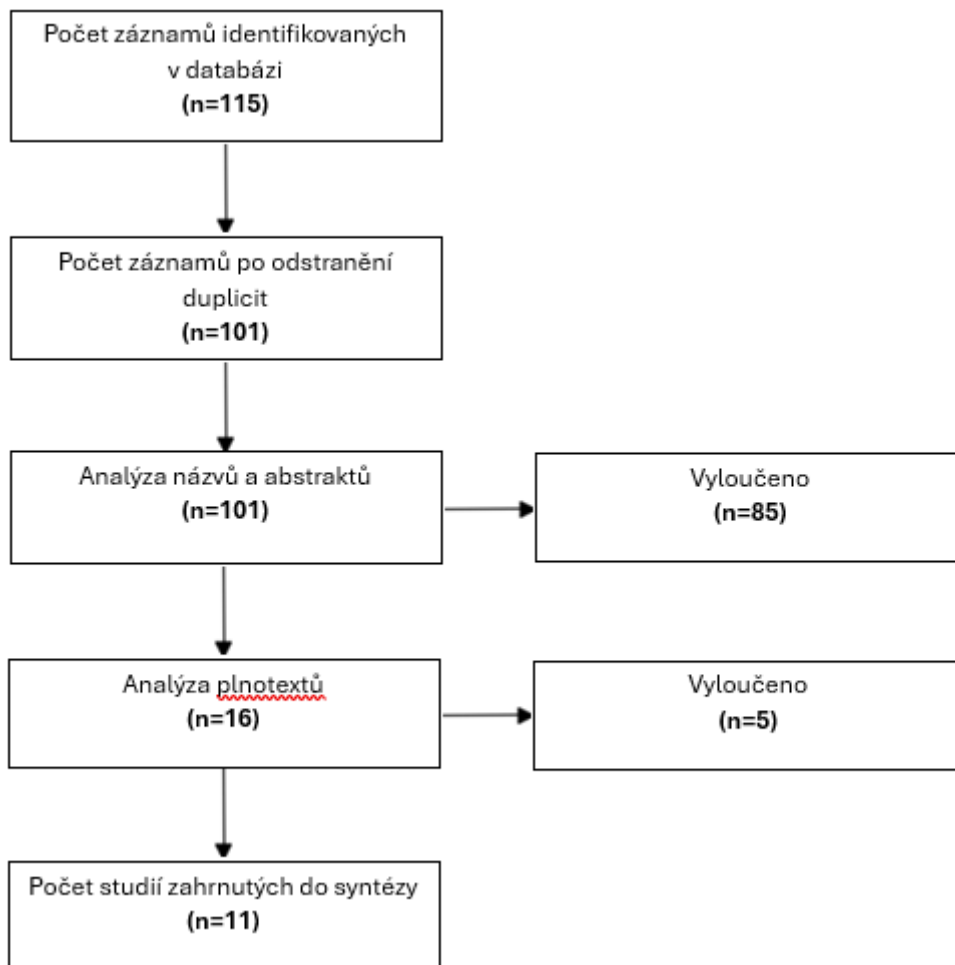 Počet záznamů identifikovaných
v databázi
(n=115)
Počet záznamů po odstranění
duplicit
(n=101)
Analýza názvů a abstraktů
(n=101)
Vyloučeno
(n=85)
Analýza plnotextů
(n=16)
Vyloučeno
(n=5)
Počet studií zahrnutých do syntézy
(n=11)